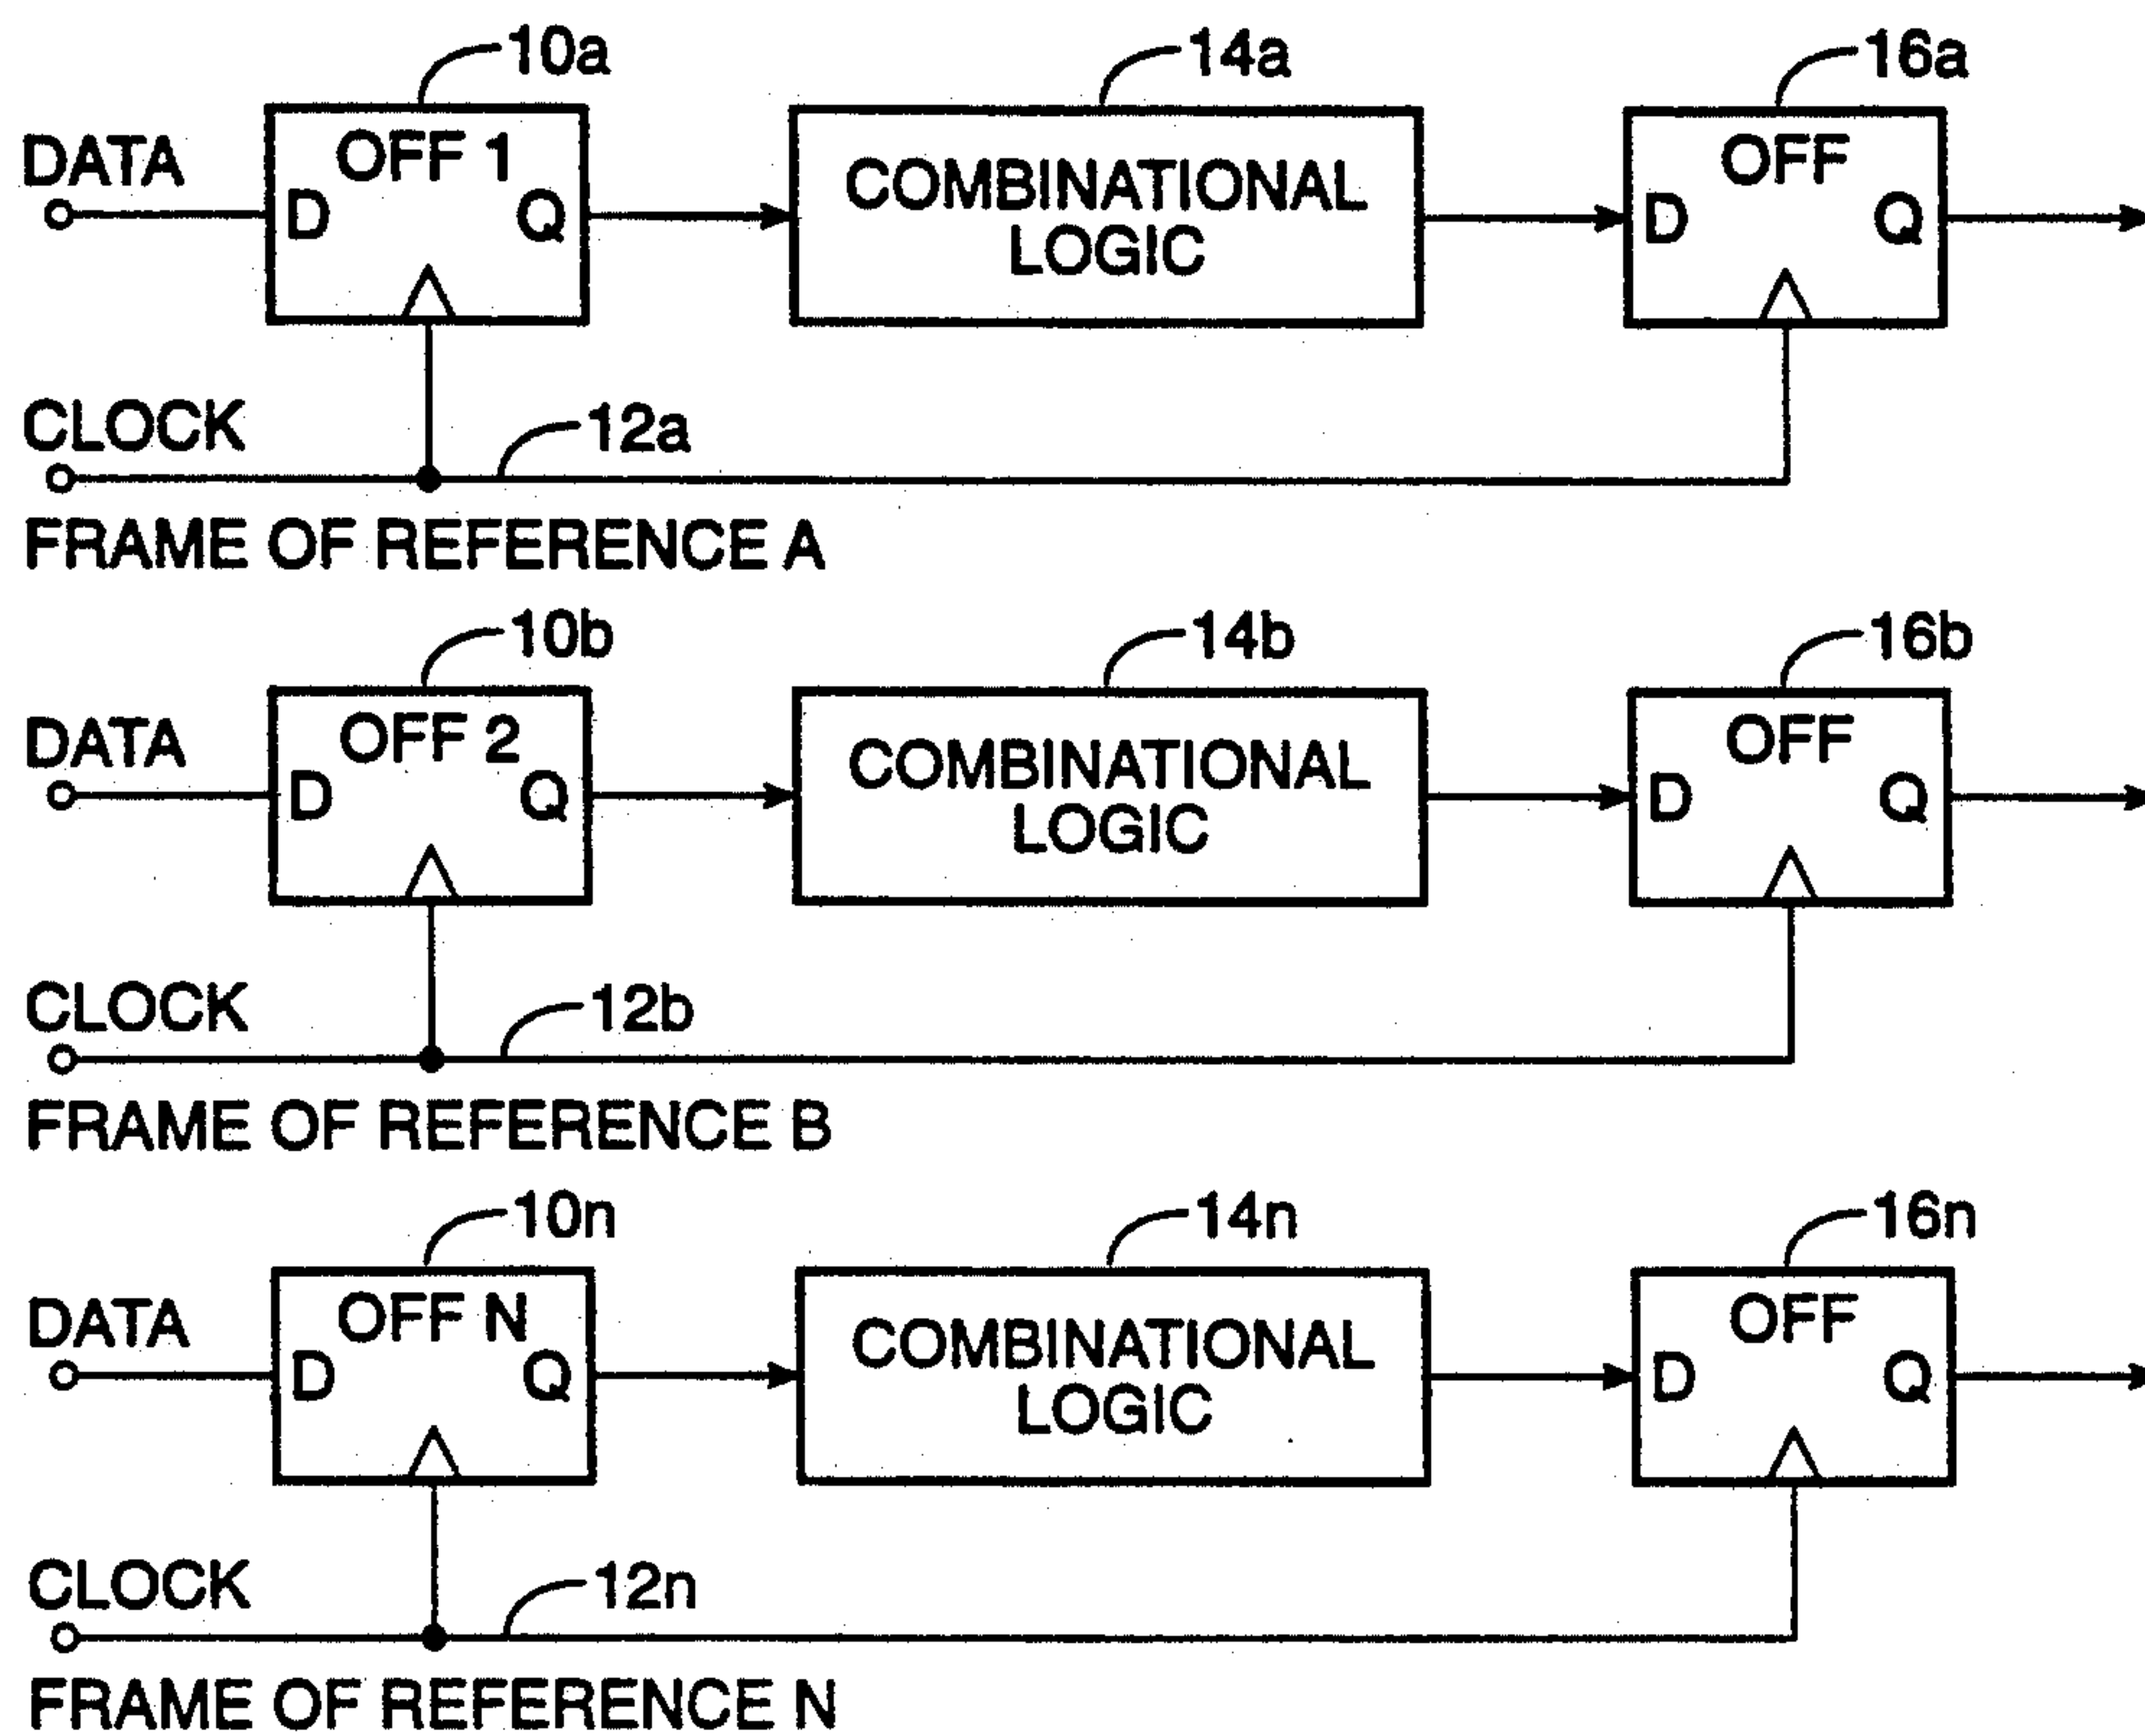 10a
14a
16a
DATA
OFF 1
D
Q
COMBINATIONAL
LOGIC
OFF
D
Q
CLOCK
12a
FRAME OF REFERENCE A
10b
14b
16b
DATA
OFF 2
D
Q
COMBINATIONAL
LOGIC
OFF
D
Q
CLOCK
12b
FRAME OF REFERENCE B
10n
14n
16n
DATA
OFF N
D
Q
COMBINATIONAL
LOGIC
OFF
D
Q
CLOCK
12n
FRAME OF REFERENCE N